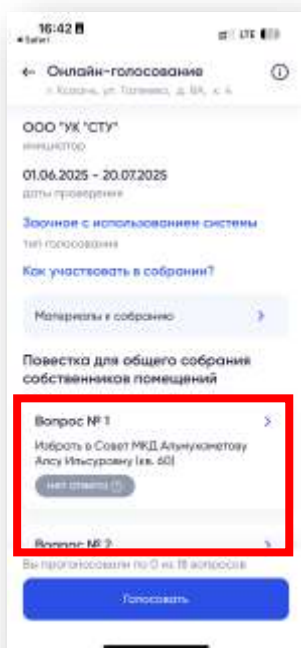 16:42
Safari
LTE
Онлайн-голосование
г. Казань, ул.
ООО "УК "СТУ"
инициатор
01.06.2025 - 20.07.2025
даты проведения
Заочное с использованием системы
тип голосования
Как участвовать в собрании?
Материалы к собранию
Повестка для общего собрания
собственников помещений
Вопрос № 1
Избрать в Совет МКД Альмухаметову
Алсу Ильсуровну (кв. 60)
Нет ответа
Вопрос № 2
Вы проголосовали по 0 из 18 вопросов
Голосовать